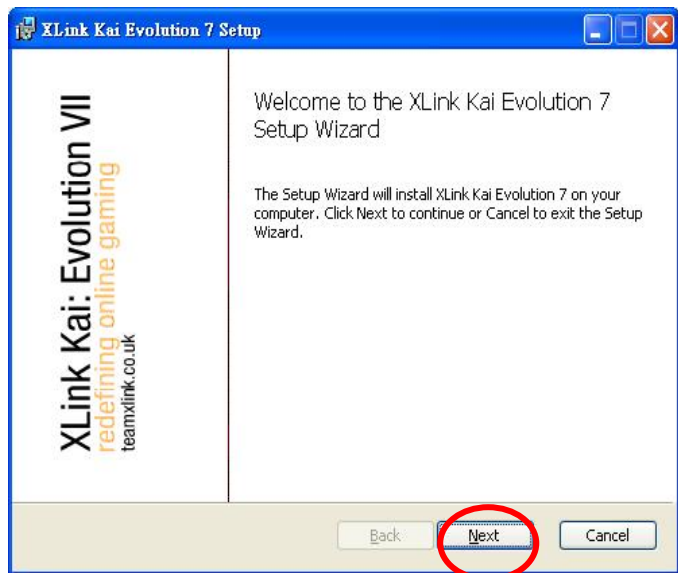 XLink Kai Evolution 7 Setup
XLink Kai: Evolution VII
redefining online gaming
teamxlink.co.uk
Welcome to the XLink Kai Evolution 7
Setup Wizard
The Setup Wizard will install XLink Kai Evolution 7 on your
computer. Click Next to continue or Cancel to exit the Setup
Wizard.
Back
Next
Cancel